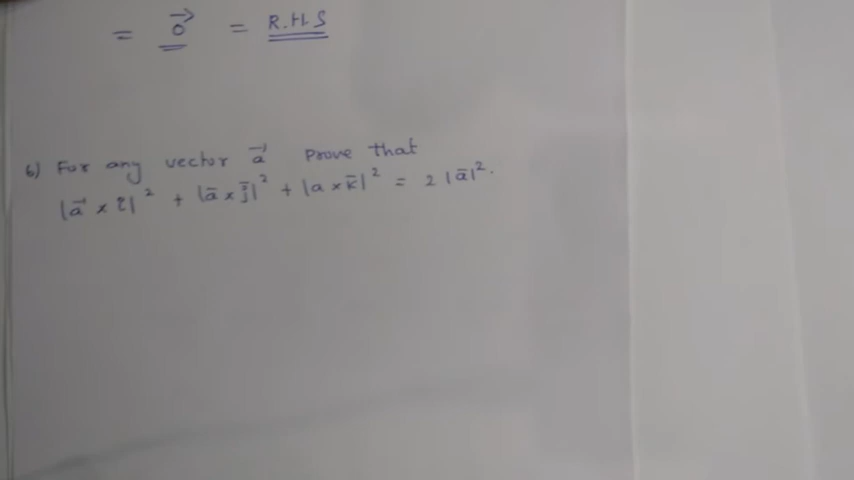 = 0⃗ = R.H.S
6) For any vector a⃗ prove that
|a⃗ × î|² + |a̅ × j̅|² + |a × k̅|² = 2 |a̅|².